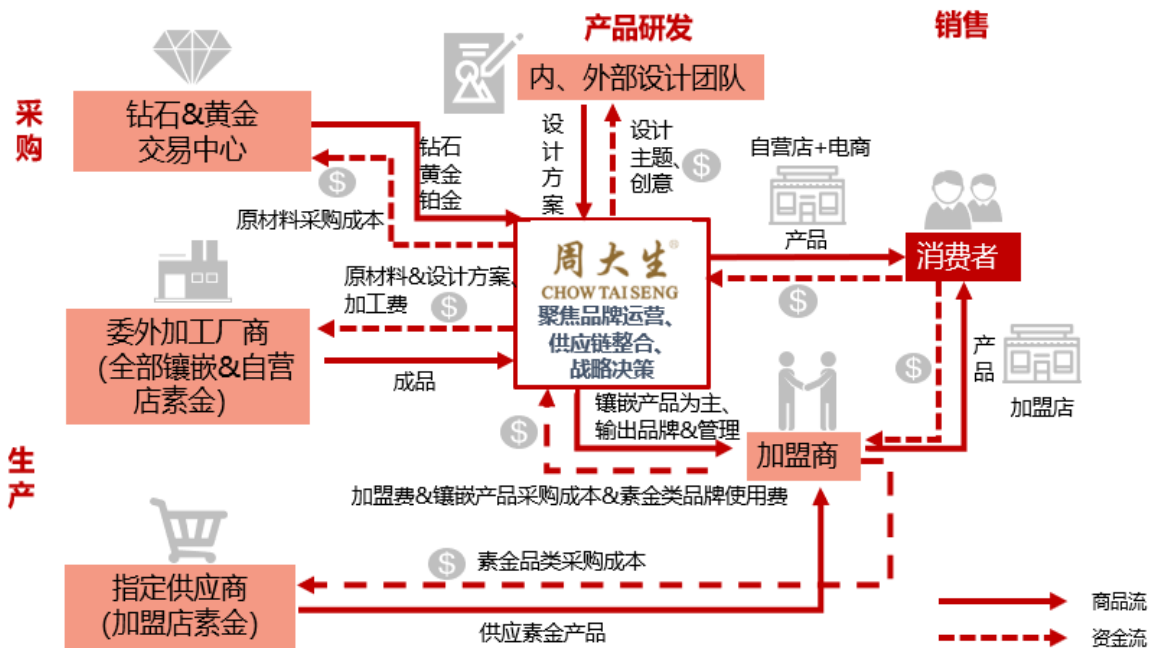 产品研发
销售
采
购
钻石&黄金
交易中心
内、外部设计团队
钻石
黄金
铂金
原材料采购成本
设
计
方
案
设计
主题、
创意
自营店+电商
产品
消费者
周大生®
CHOW TAI SENG
聚焦品牌运营、
供应链整合、
战略决策
原材料&设计方案、
加工费
委外加工厂商
(全部镶嵌&自营
店素金)
成品
镶嵌产品为主、
输出品牌&管理
加盟商
产
品
加盟店
生
产
加盟费&镶嵌产品采购成本&素金类品牌使用费
素金品类采购成本
指定供应商
(加盟店素金)
供应素金产品
商品流
资金流
$
$
$
$
$
$
$